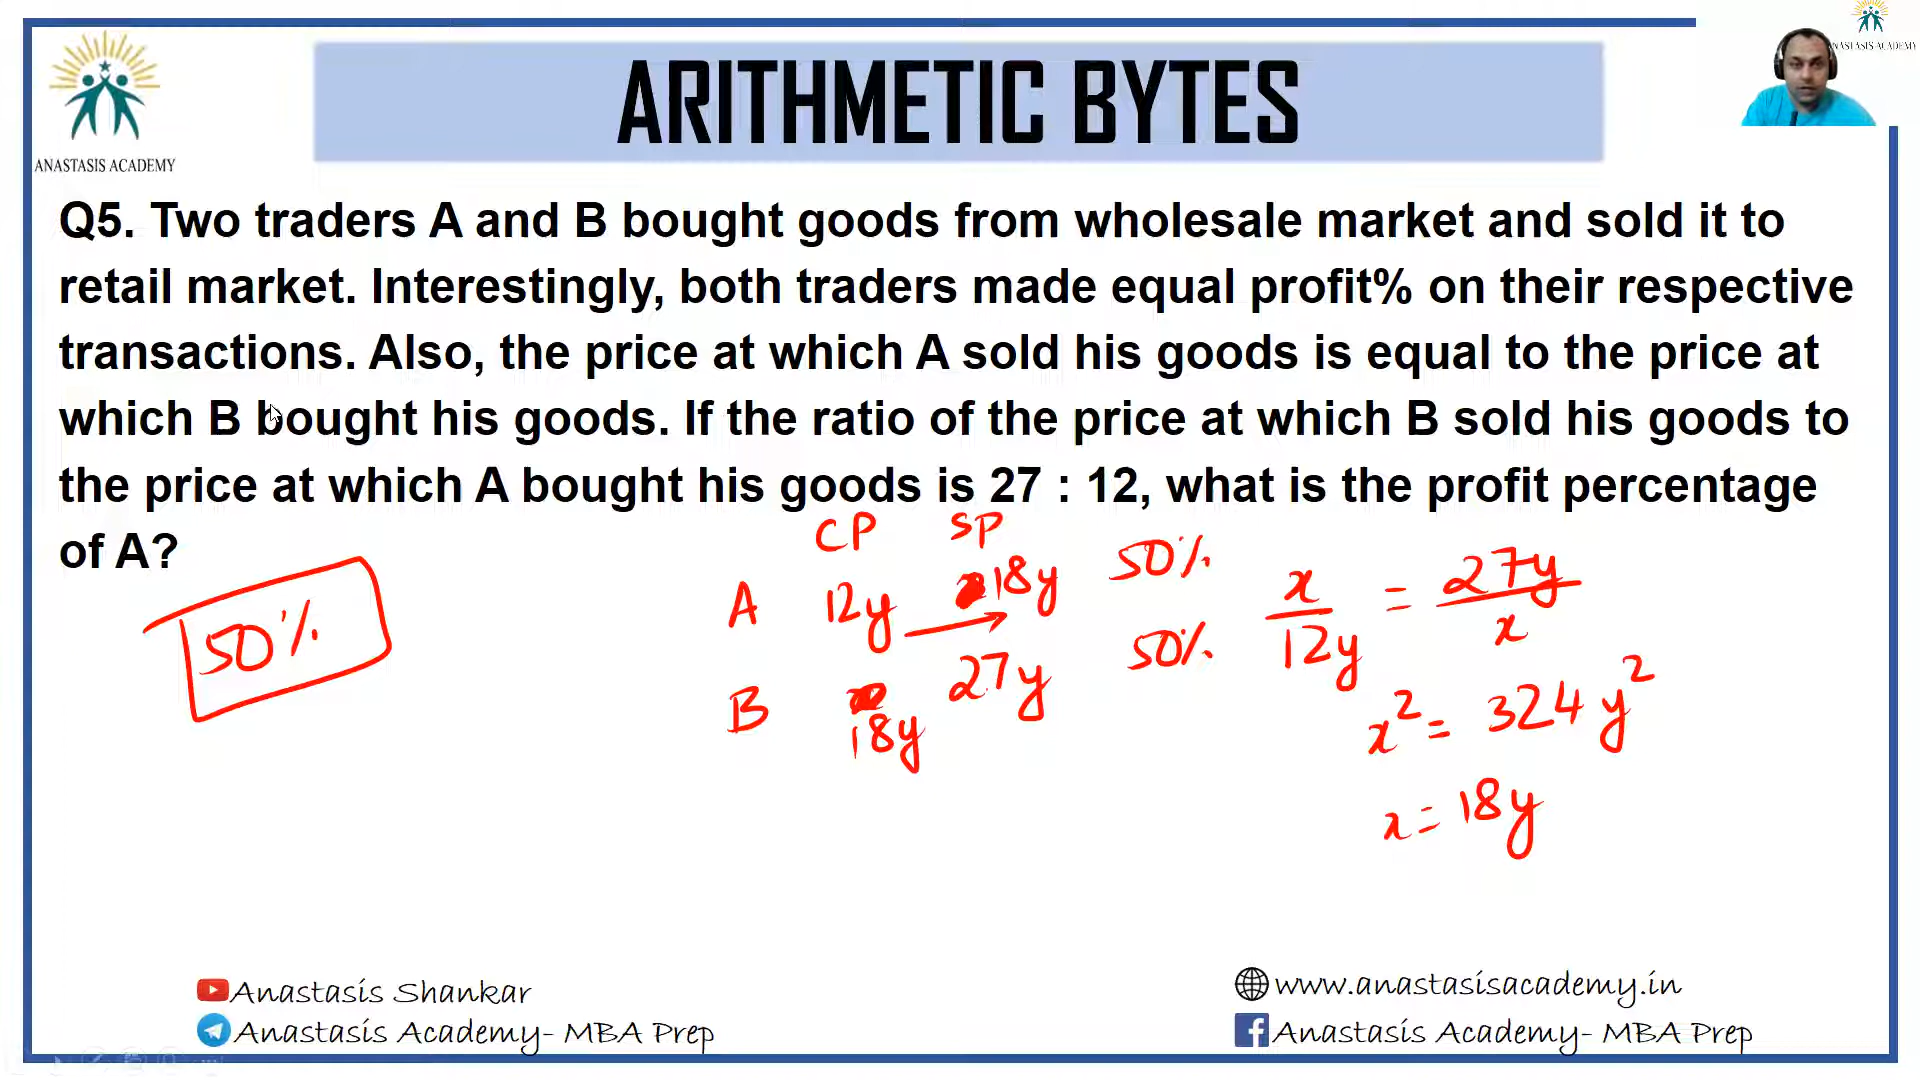 ANASTASIS ACADEMY
ARITHMETIC BYTES
ANASTASIS ACADEMY
Q5. Two traders A and B bought goods from wholesale market and sold it to
retail market. Interestingly, both traders made equal profit% on their respective
transactions. Also, the price at which A sold his goods is equal to the price at
which B bought his goods. If the ratio of the price at which B sold his goods to
the price at which A bought his goods is 27 : 12, what is the profit percentage
of A?
CP SP
A 12y 18y 50%
B 18y 27y 50%
x/12y = 27y/x
x² = 324y²
x = 18y
50%
Anastasis Shankar
Anastasis Academy- MBA Prep
www.anastasisacademy.in
Anastasis Academy- MBA Prep